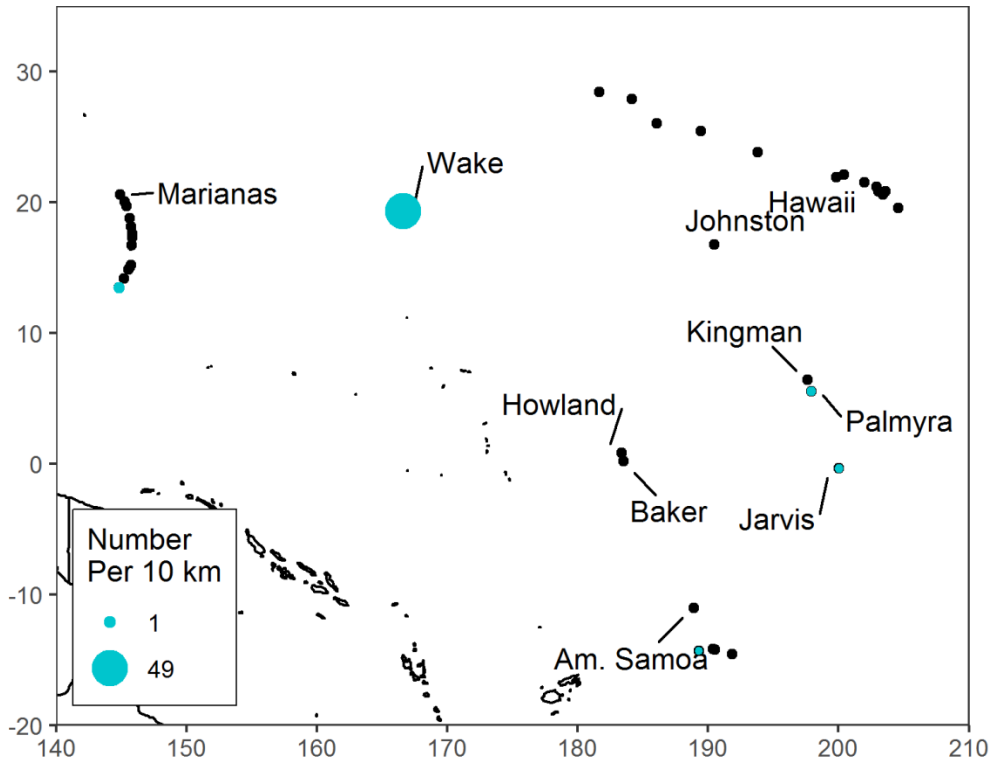 30
20
10
0
-10
-20
140
150
160
170
180
190
200
210
Marianas
Wake
Hawaii
Johnston
Kingman
Palmyra
Howland
Baker
Jarvis
Am. Samoa
Number
Per 10 km
1
49